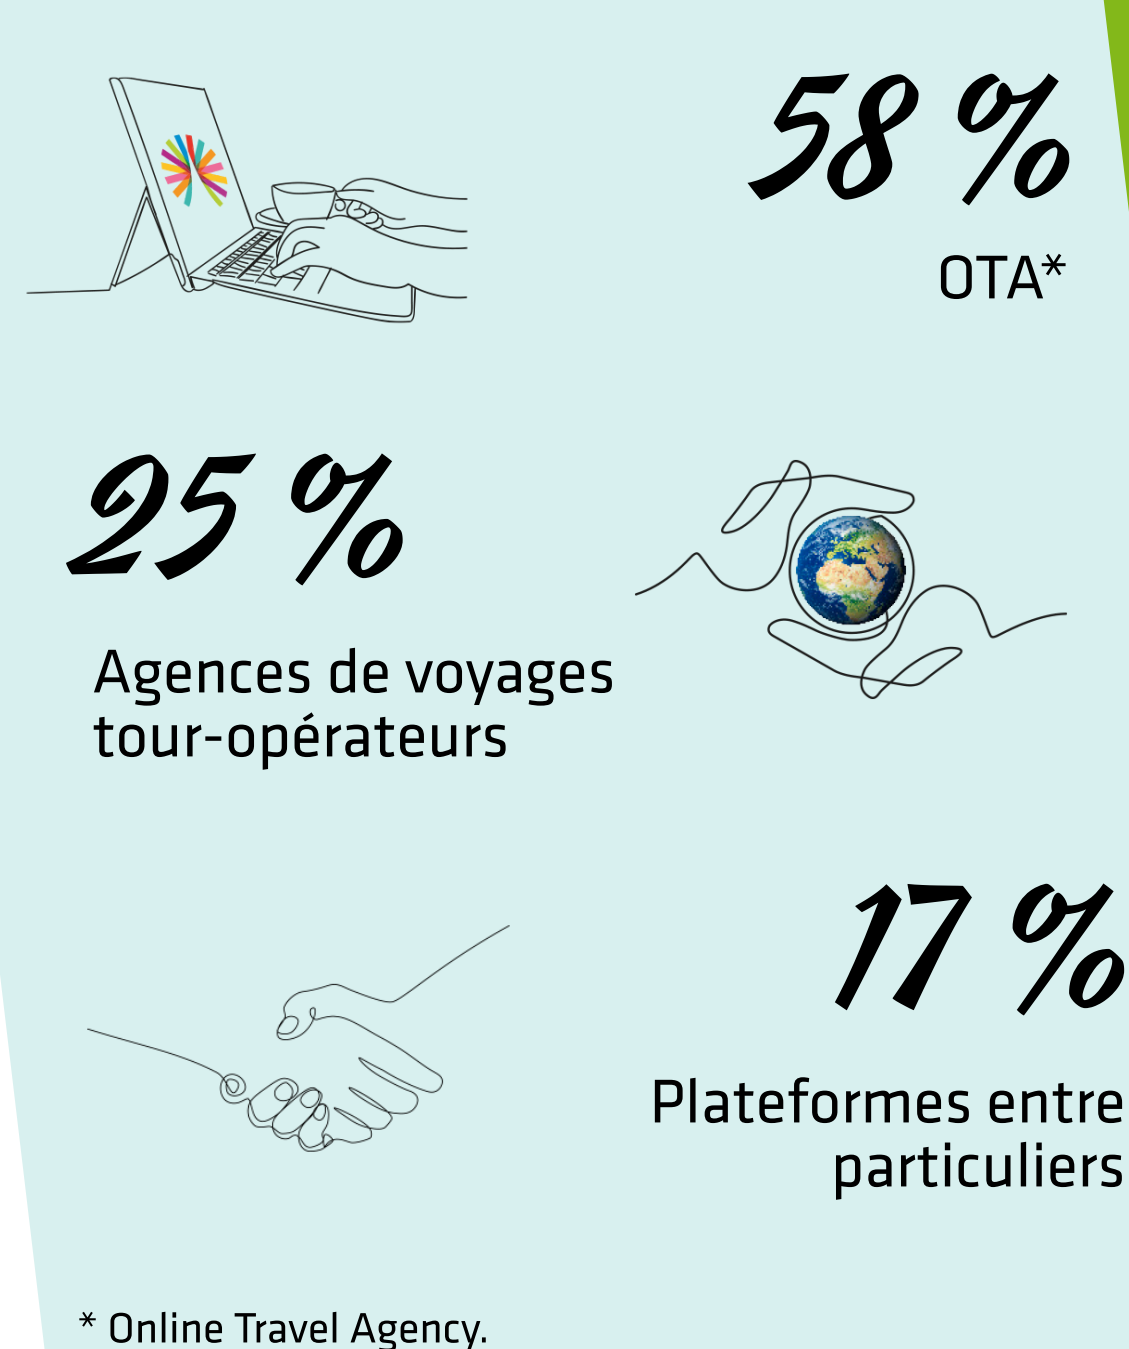 58 %
OTA*
25 %
Agences de voyages
tour-opérateurs
17 %
Plateformes entre
particuliers
* Online Travel Agency.